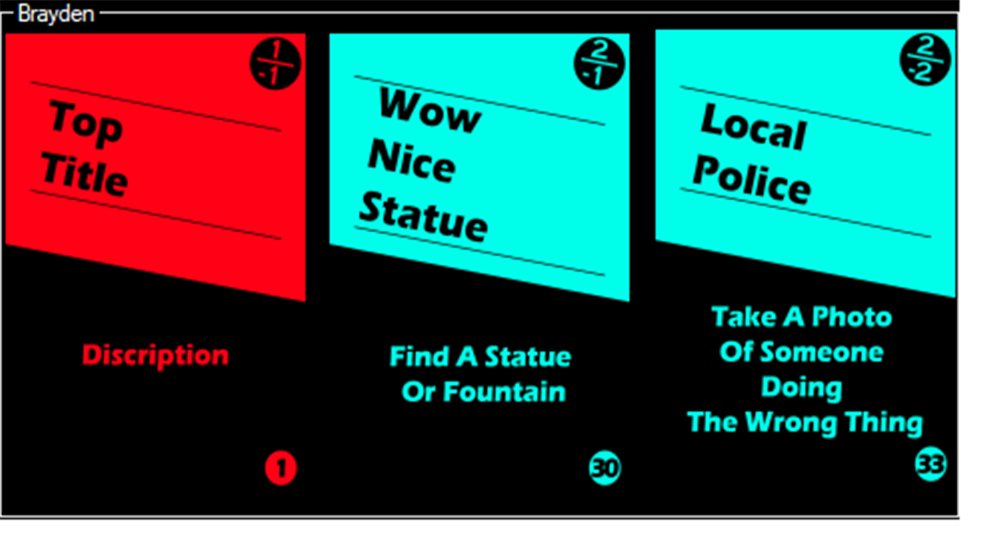 Brayden
1
-1
Top
Title
Discription
1
2
-1
Wow
Nice
Statue
Find A Statue
Or Fountain
30
2
-2
Local
Police
Take A Photo
Of Someone
Doing
The Wrong Thing
33